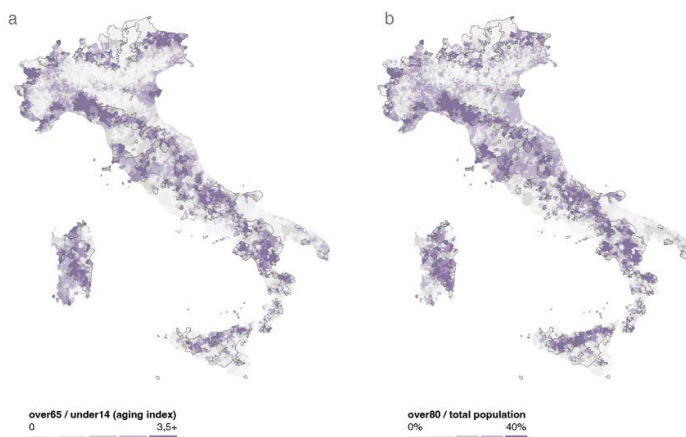 a
b
over65 / under14 (aging index)
0 3,5+
over80 / total population
0% 40%